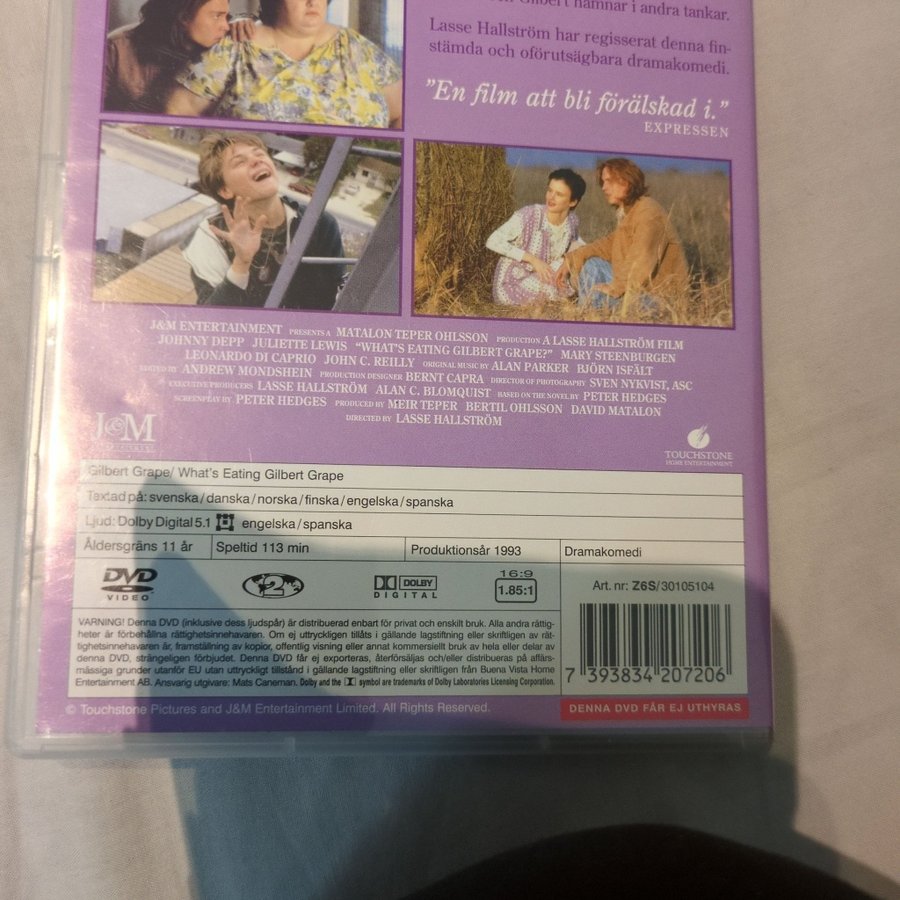 Gilbert hamnar i andra tankar.
Lasse Hallström har regisserat denna fin-
stämda och oförutsägbara dramakomedi.
"En film att bli förälskad i."
EXPRESSEN
J&M ENTERTAINMENT PRESENTS A MATALON TEPER OHLSSON PRODUCTION A LASSE HALLSTRÖM FILM
JOHNNY DEPP JULIETTE LEWIS "WHAT'S EATING GILBERT GRAPE?" MARY STEENBURGEN
LEONARDO DI CAPRIO JOHN C. REILLY ORIGINAL MUSIC BY ALAN PARKER BJÖRN ISFÄLT
EDITED BY ANDREW MONDSHEIN PRODUCTION DESIGNER BERNT CAPRA DIRECTOR OF PHOTOGRAPHY SVEN NYKVIST, ASC
EXECUTIVE PRODUCERS LASSE HALLSTRÖM ALAN C. BLOMQUIST BASED ON THE NOVEL BY PETER HEDGES
SCREENPLAY BY PETER HEDGES PRODUCED BY MEIR TEPER BERTIL OHLSSON DAVID MATALON
DIRECTED BY LASSE HALLSTRÖM
J&M
TOUCHSTONE
HOME ENTERTAINMENT
Gilbert Grape/ What's Eating Gilbert Grape
Textad på: svenska/danska/norska/finska/engelska/spanska
Ljud: Dolby Digital 5.1 engelska/spanska
Åldersgräns 11 år Speltid 113 min Produktionsår 1993 Dramakomedi
DVD VIDEO
2
DOLBY DIGITAL
16:9
1.85:1
Art. nr: Z6S/30105104
VARNING! Denna DVD (inklusive dess ljudspår) är distribuerad enbart för privat och enskilt bruk. Alla andra rättig-
heter är förbehållna rättighetsinnehavaren. Om ej uttryckligen tillåts i gällande lagstiftning eller skriftligen av rät-
tighetsinnehavaren är, framställning av kopior, offentlig visning eller annat kommersiellt bruk av hela eller delar av
denna DVD, strängeligen förbjudet. Denna DVD får ej exporteras, återförsäljas och/eller distribueras på affärs-
mässiga grunder utanför EU utan uttryckligt tillstånd i gällande lagstiftning eller skriftligen från Buena Vista Home
Entertainment AB. Ansvarig utgivare: Mats Caneman. Dolby and the symbol are trademarks of Dolby Laboratories Licensing Corporation.
7 393834 207206
© Touchstone Pictures and J&M Entertainment Limited. All Rights Reserved.
DENNA DVD FÅR EJ UTHYRAS